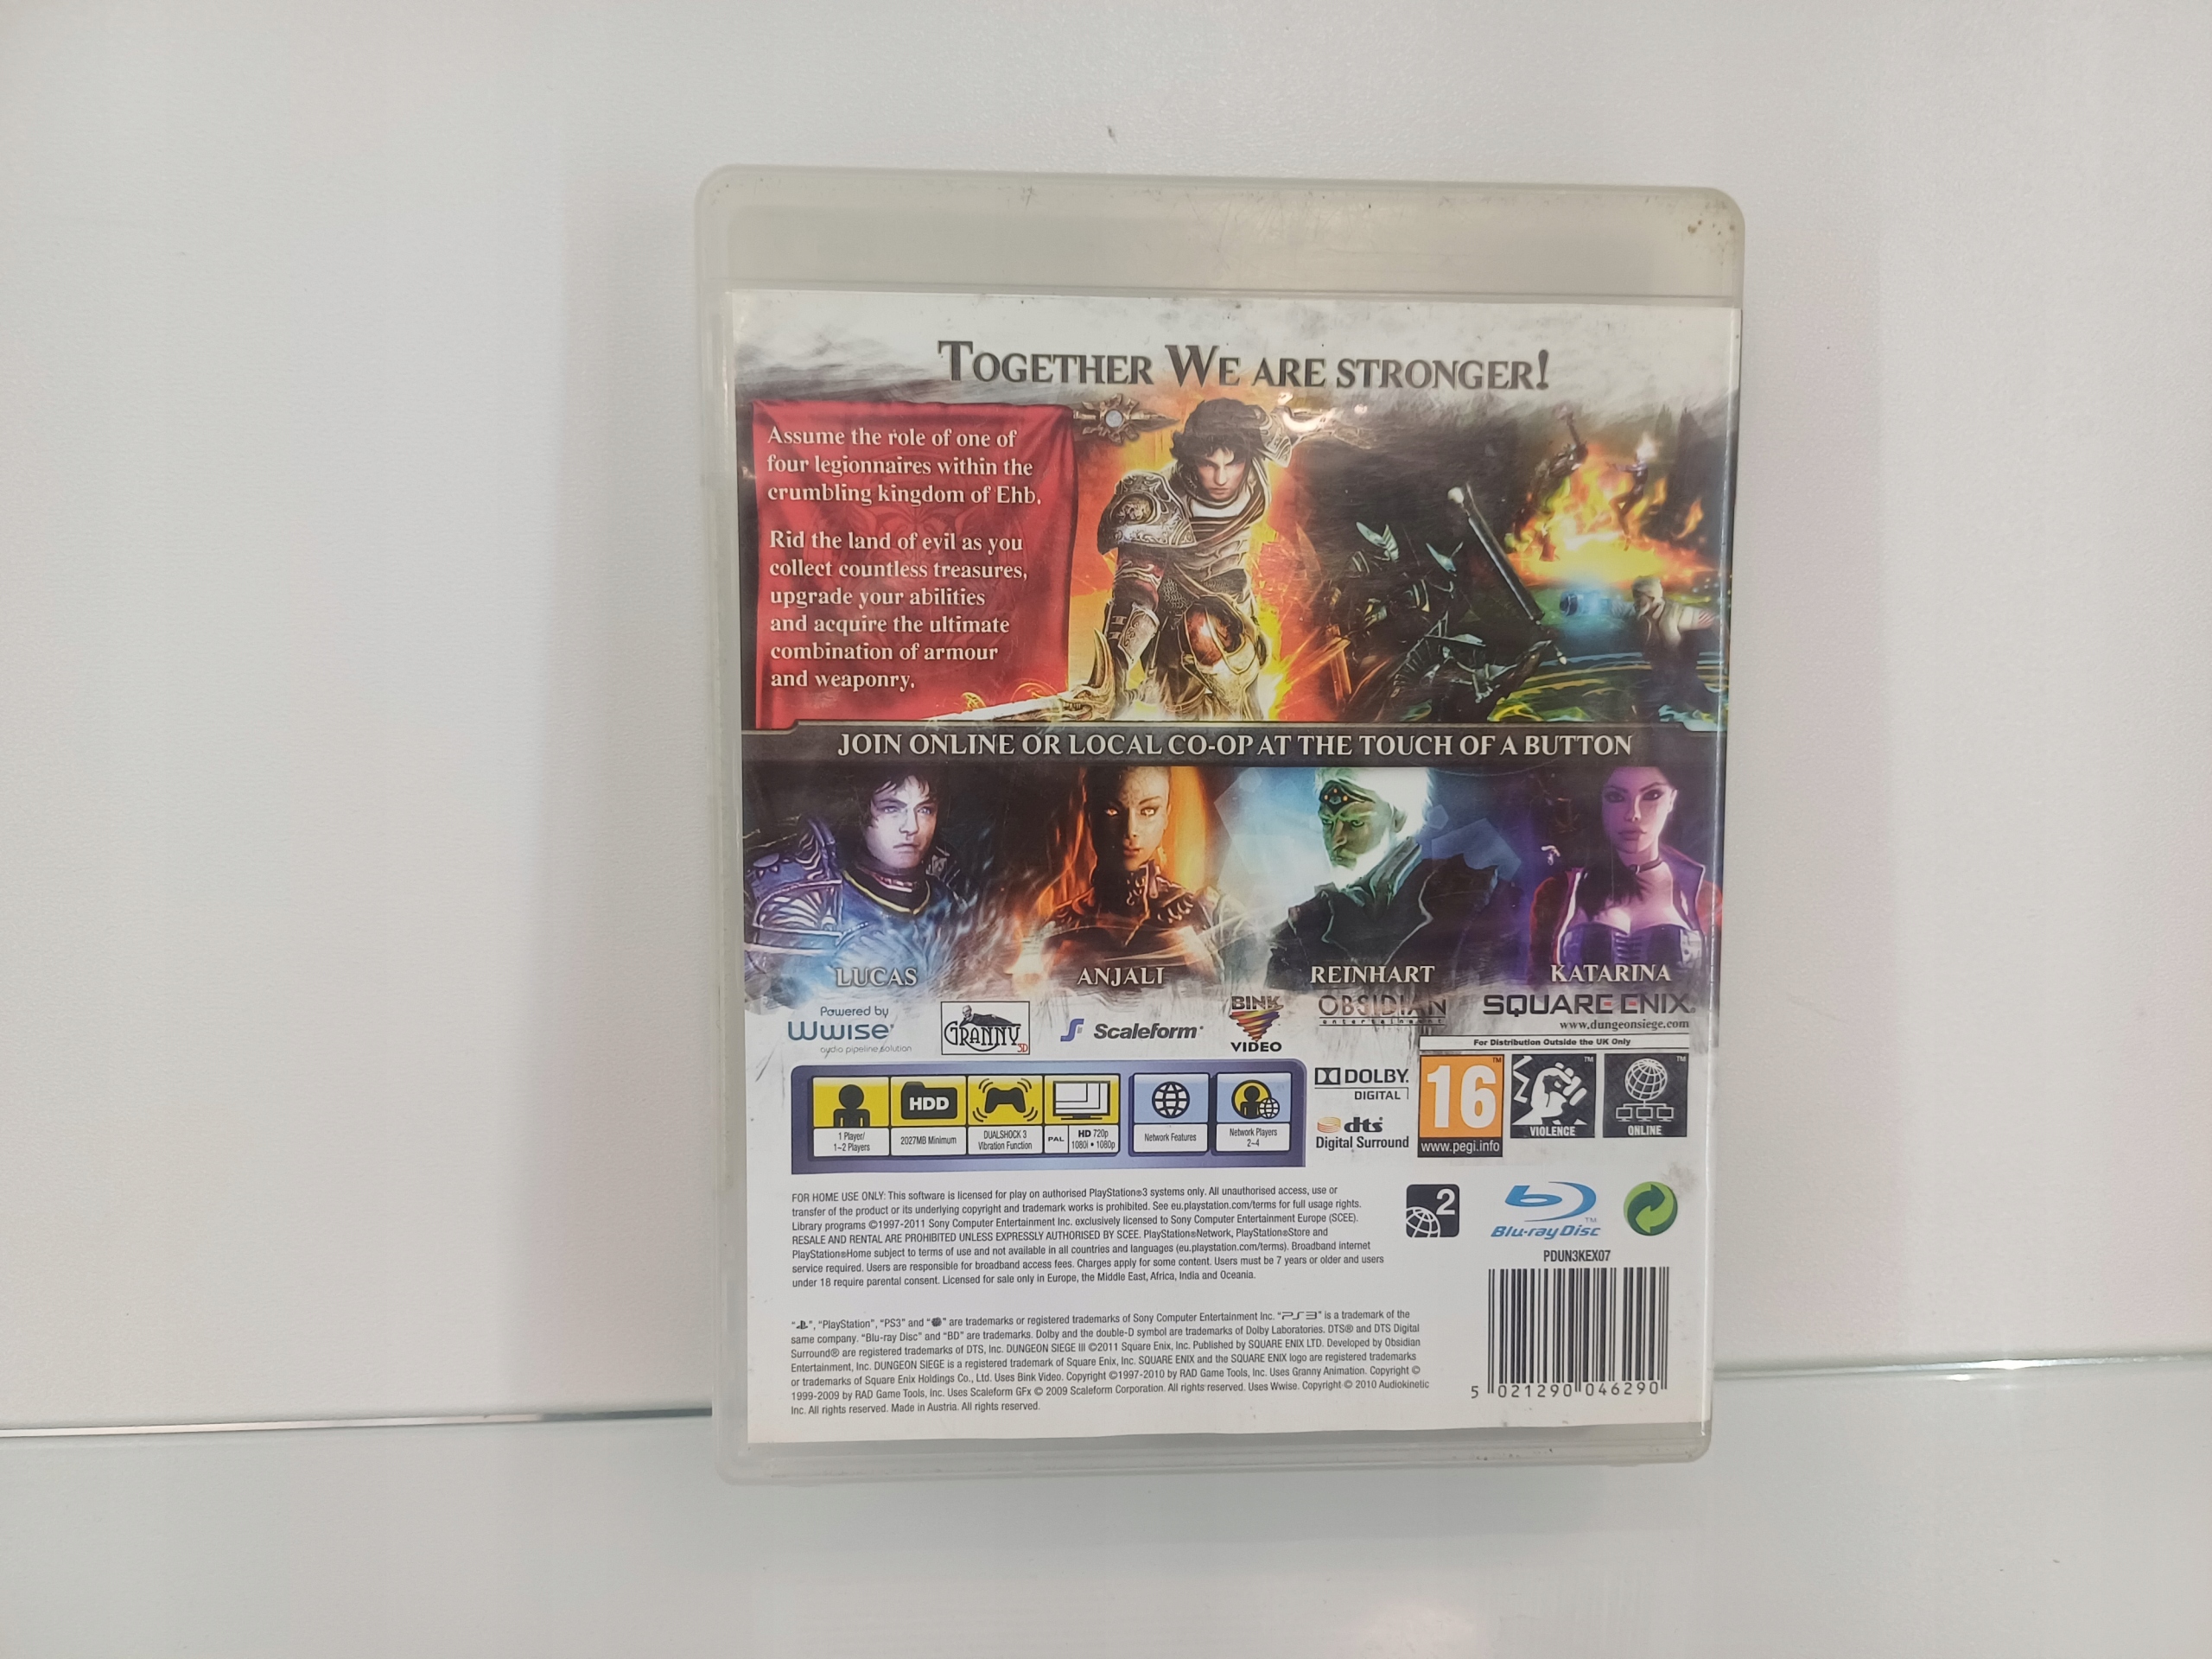 TOGETHER WE ARE STRONGER!
Assume the role of one of
four legionnaires within the
crumbling kingdom of Ehb.
Rid the land of evil as you
collect countless treasures,
upgrade your abilities
and acquire the ultimate
combination of armour
and weaponry.
JOIN ONLINE OR LOCAL CO-OP AT THE TOUCH OF A BUTTON
LUCAS ANJALI REINHART KATARINA
Powered by
Wwise
audio pipeline solution
GRANNY 3D
Scaleform
BINK
VIDEO
OBSIDIAN
entertainment
SQUARE ENIX.
www.dungeonsiege.com
For Distribution Outside the UK Only
1 Player/
1-2 Players
HDD
2027MB Minimum
DUALSHOCK 3
Vibration Function
PAL
HD 720p
1080i • 1080p
Network Features
Network Players
2-4
DOLBY
DIGITAL
dts
Digital Surround
16
www.pegi.info
VIOLENCE
ONLINE
FOR HOME USE ONLY: This software is licensed for play on authorised PlayStation®3 systems only. All unauthorised access, use or
transfer of the product or its underlying copyright and trademark works is prohibited. See eu.playstation.com/terms for full usage rights.
Library programs ©1997-2011 Sony Computer Entertainment Inc. exclusively licensed to Sony Computer Entertainment Europe (SCEE).
RESALE AND RENTAL ARE PROHIBITED UNLESS EXPRESSLY AUTHORISED BY SCEE. PlayStation®Network, PlayStation®Store and
PlayStation®Home subject to terms of use and not available in all countries and languages (eu.playstation.com/terms). Broadband internet
service required. Users are responsible for broadband access fees. Charges apply for some content. Users must be 7 years or older and users
under 18 require parental consent. Licensed for sale only in Europe, the Middle East, Africa, India and Oceania.
2
Blu-ray Disc
PDUN3KEX07
"", "PlayStation", "PS3" and "" are trademarks or registered trademarks of Sony Computer Entertainment Inc. "PS3" is a trademark of the
same company. "Blu-ray Disc" and "BD" are trademarks. Dolby and the double-D symbol are trademarks of Dolby Laboratories. DTS® and DTS Digital
Surround® are registered trademarks of DTS, Inc. DUNGEON SIEGE III ©2011 Square Enix, Inc. Published by SQUARE ENIX LTD. Developed by Obsidian
Entertainment, Inc. DUNGEON SIEGE is a registered trademark of Square Enix, Inc. SQUARE ENIX and the SQUARE ENIX logo are registered trademarks
or trademarks of Square Enix Holdings Co., Ltd. Uses Bink Video. Copyright ©1997-2010 by RAD Game Tools, Inc. Uses Granny Animation. Copyright ©
1999-2009 by RAD Game Tools, Inc. Uses Scaleform GFx © 2009 Scaleform Corporation. All rights reserved. Uses Wwise. Copyright © 2010 Audiokinetic
Inc. All rights reserved. Made in Austria. All rights reserved.
5 021290 046290